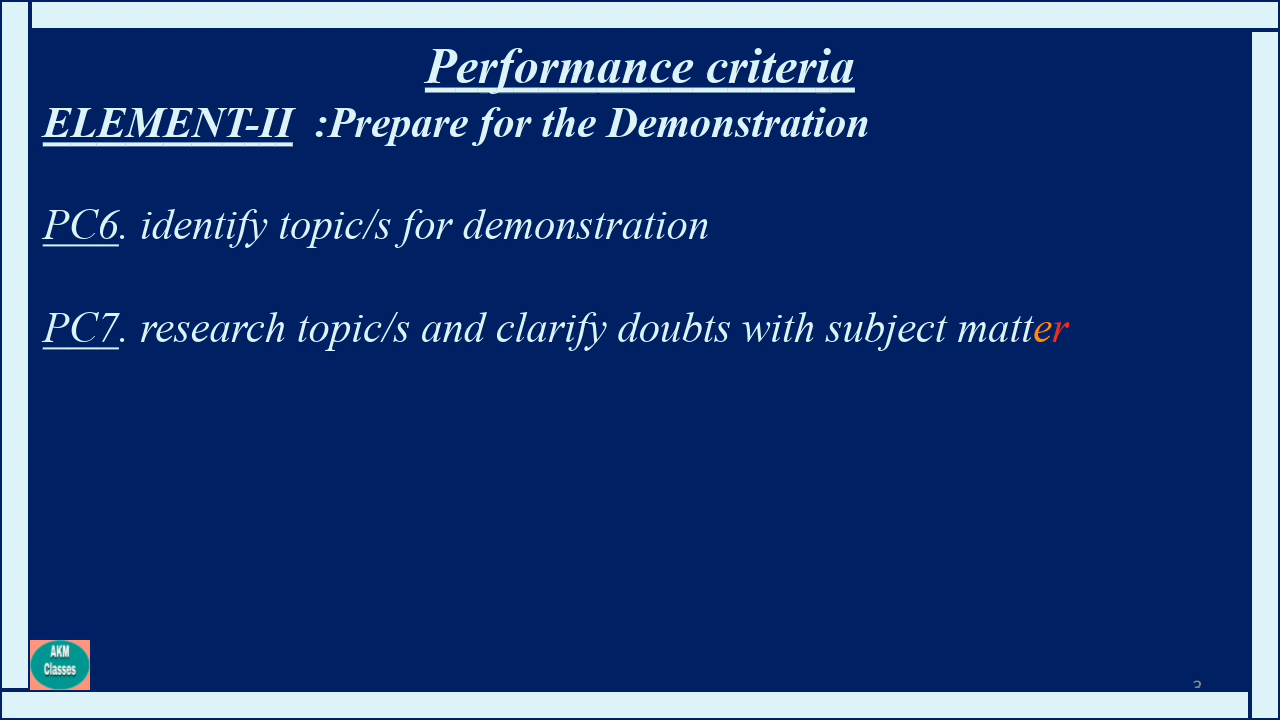 Performance criteria
ELEMENT-II :Prepare for the Demonstration
PC6. identify topic/s for demonstration
PC7. research topic/s and clarify doubts with subject matter
AKM
Classes